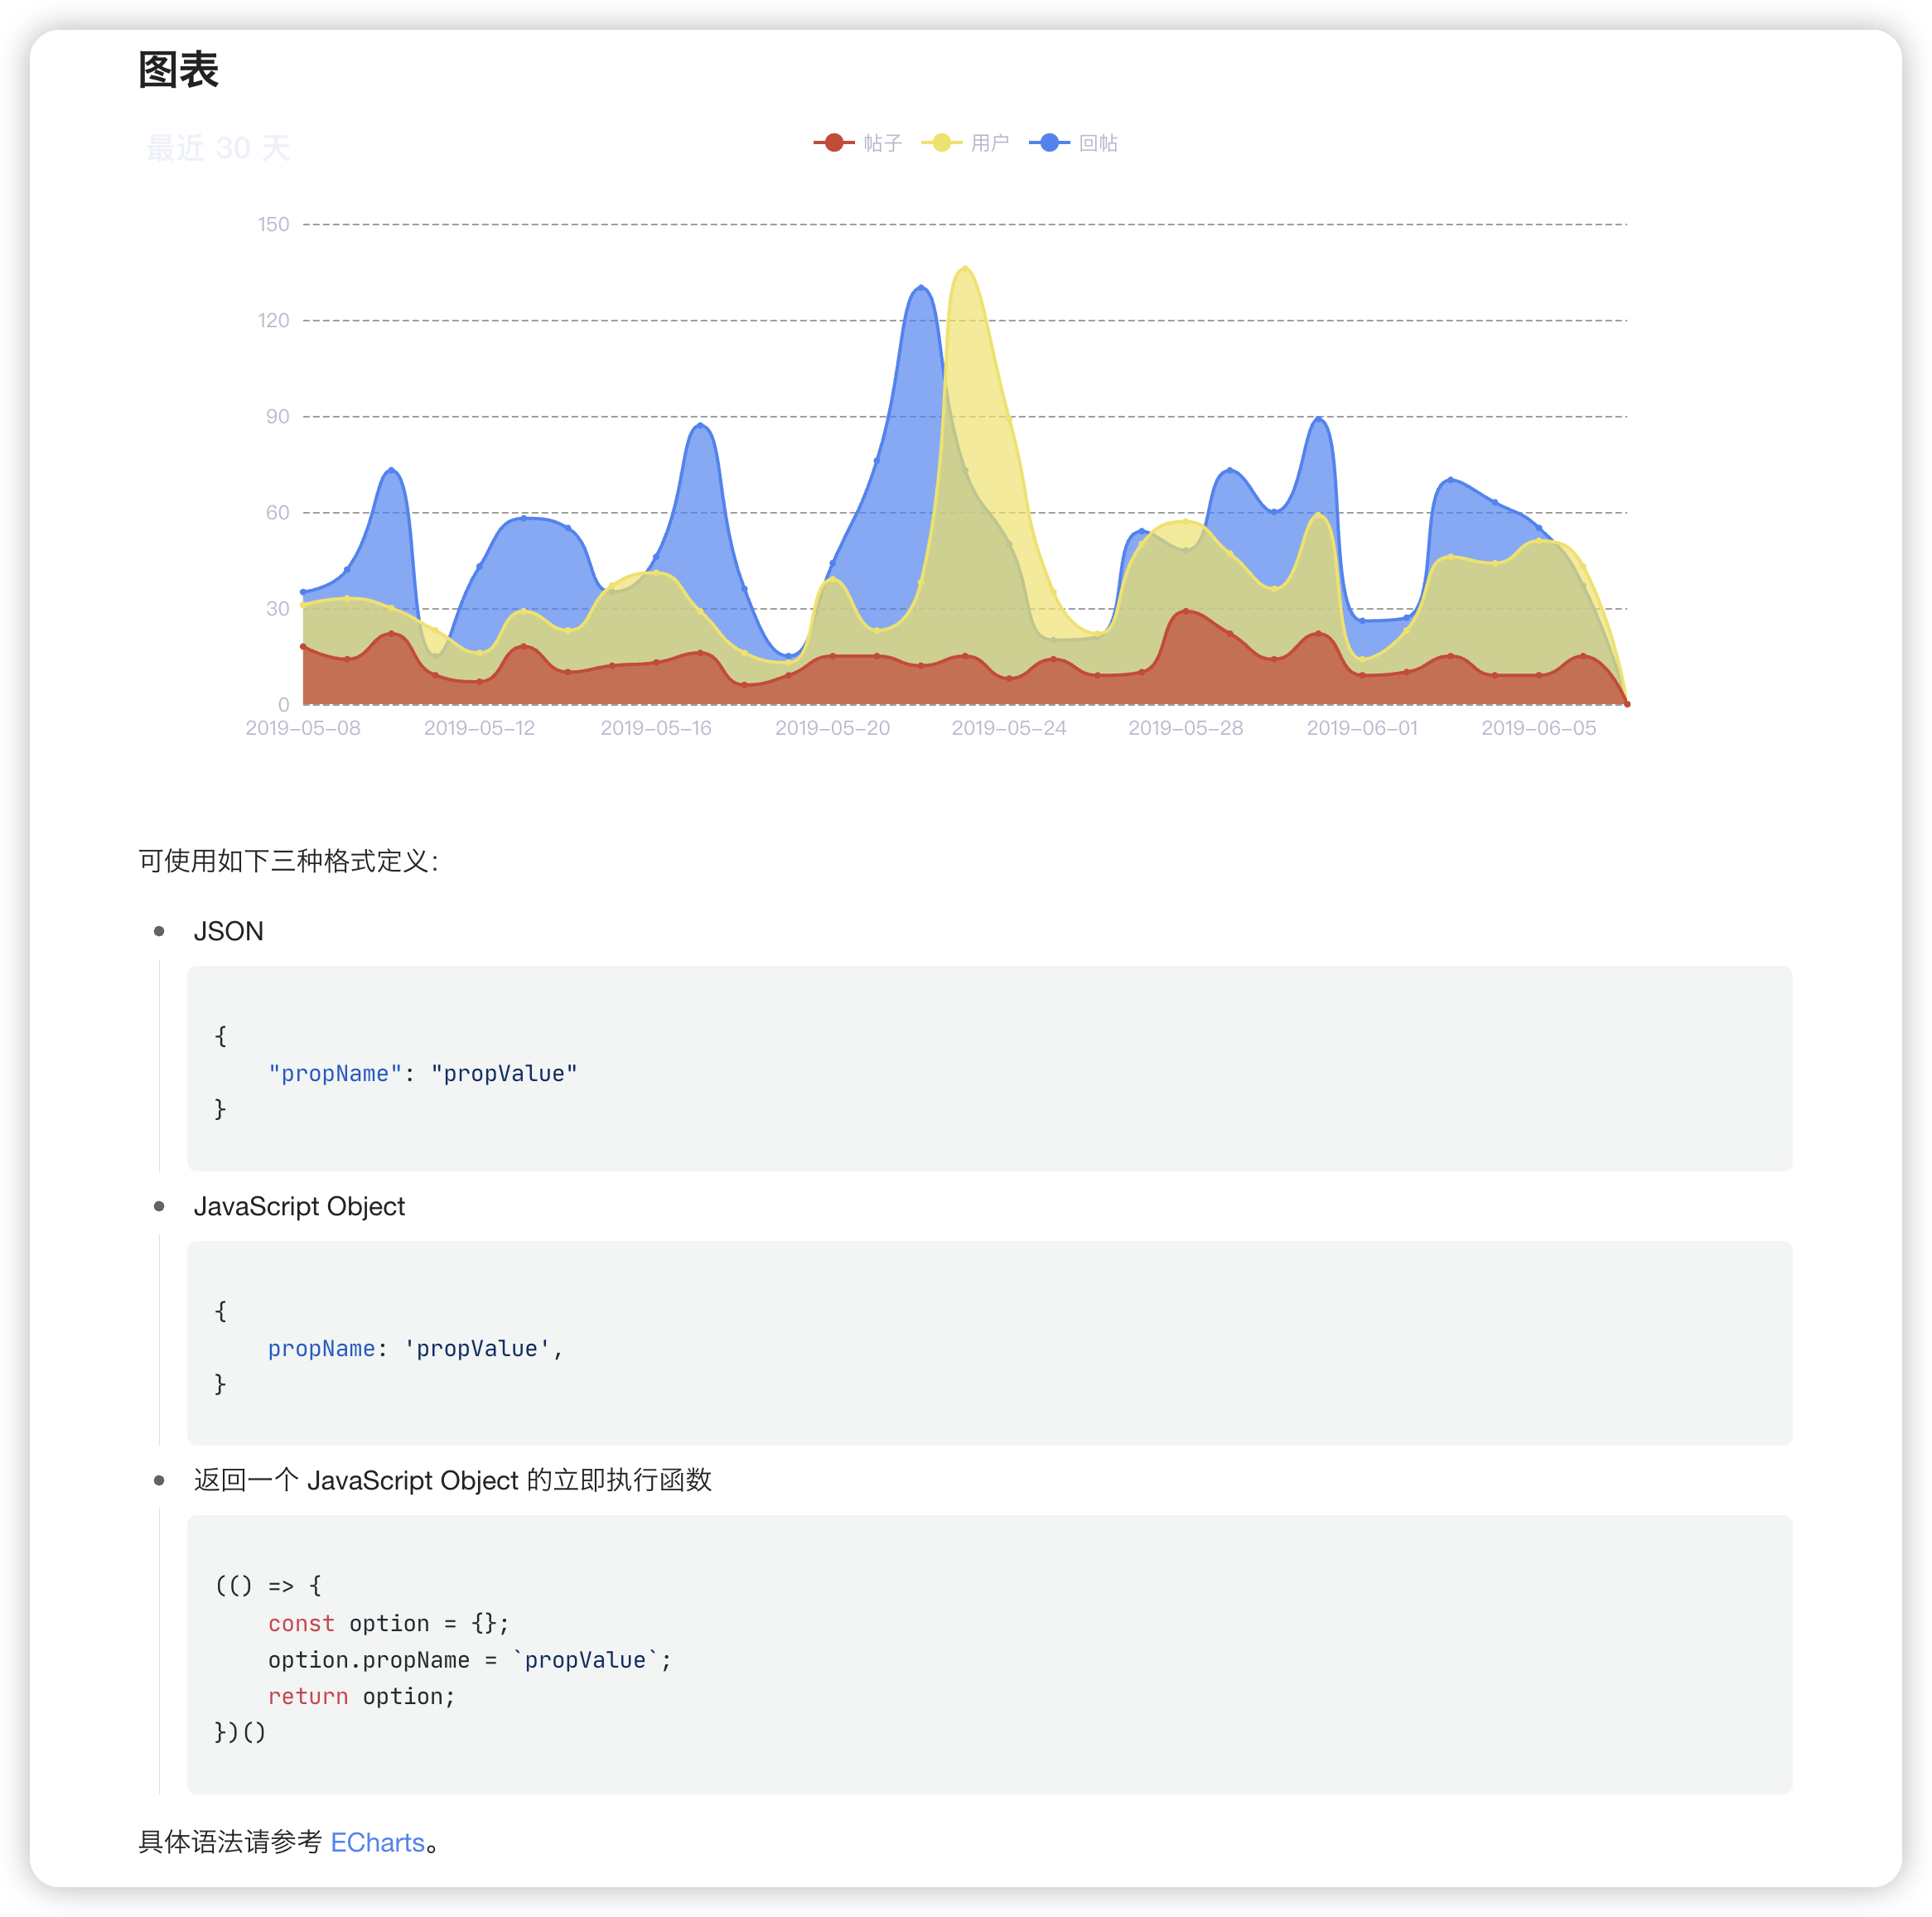 图表
最近 30 天
帖子 用户 回帖
150
120
90
60
30
0
2019-05-08 2019-05-12 2019-05-16 2019-05-20 2019-05-24 2019-05-28 2019-06-01 2019-06-05
可使用如下三种格式定义：
JSON
{
    "propName": "propValue"
}
JavaScript Object
{
    propName: 'propValue',
}
返回一个 JavaScript Object 的立即执行函数
(() => {
    const option = {};
    option.propName = `propValue`;
    return option;
})()
具体语法请参考 ECharts。